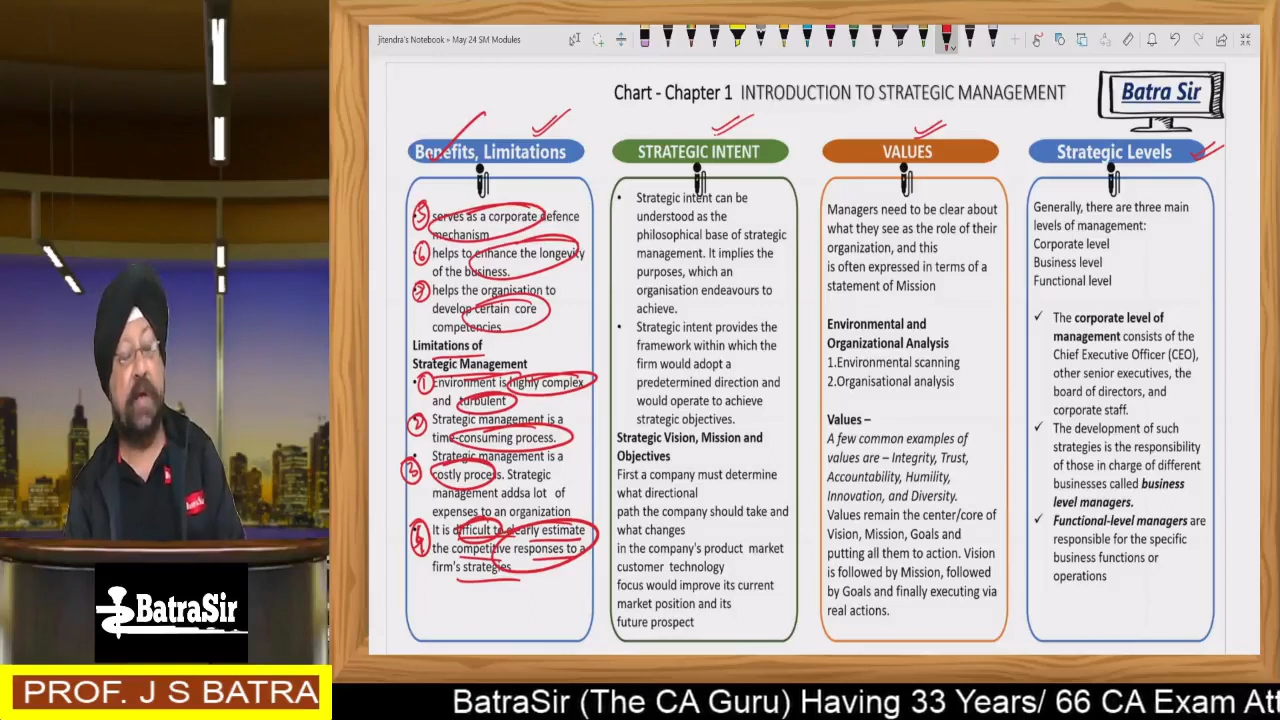 jitendra's Notebook » May 24 SM Modules
Chart - Chapter 1 INTRODUCTION TO STRATEGIC MANAGEMENT
Batra Sir
Benefits, Limitations
5 serves as a corporate defence
mechanism
6 helps to enhance the longevity
of the business.
helps the organisation to
develop certain core
competencies
Limitations of
Strategic Management
1 Environment is highly complex
and turbulent
2 Strategic management is a
time-consuming process.
3 Strategic management is a
costly process. Strategic
management addsa lot of
expenses to an organization
4 It is difficult to clearly estimate
the competitive responses to a
firm's strategies
STRATEGIC INTENT
• Strategic intent can be
understood as the
philosophical base of strategic
management. It implies the
purposes, which an
organisation endeavours to
achieve.
• Strategic intent provides the
framework within which the
firm would adopt a
predetermined direction and
would operate to achieve
strategic objectives.
Strategic Vision, Mission and
Objectives
First a company must determine
what directional
path the company should take and
what changes
in the company's product market
customer technology
focus would improve its current
market position and its
future prospect
VALUES
Managers need to be clear about
what they see as the role of their
organization, and this
is often expressed in terms of a
statement of Mission
Environmental and
Organizational Analysis
1.Environmental scanning
2.Organisational analysis
Values –
A few common examples of
values are – Integrity, Trust,
Accountability, Humility,
Innovation, and Diversity.
Values remain the center/core of
Vision, Mission, Goals and
putting all them to action. Vision
is followed by Mission, followed
by Goals and finally executing via
real actions.
Strategic Levels
Generally, there are three main
levels of management:
Corporate level
Business level
Functional level
✓ The corporate level of
management consists of the
Chief Executive Officer (CEO),
other senior executives, the
board of directors, and
corporate staff.
✓ The development of such
strategies is the responsibility
of those in charge of different
businesses called business
level managers.
✓ Functional-level managers are
responsible for the specific
business functions or
operations
BatraSir
PROF. J S BATRA
BatraSir (The CA Guru) Having 33 Years/ 66 CA Exam Att